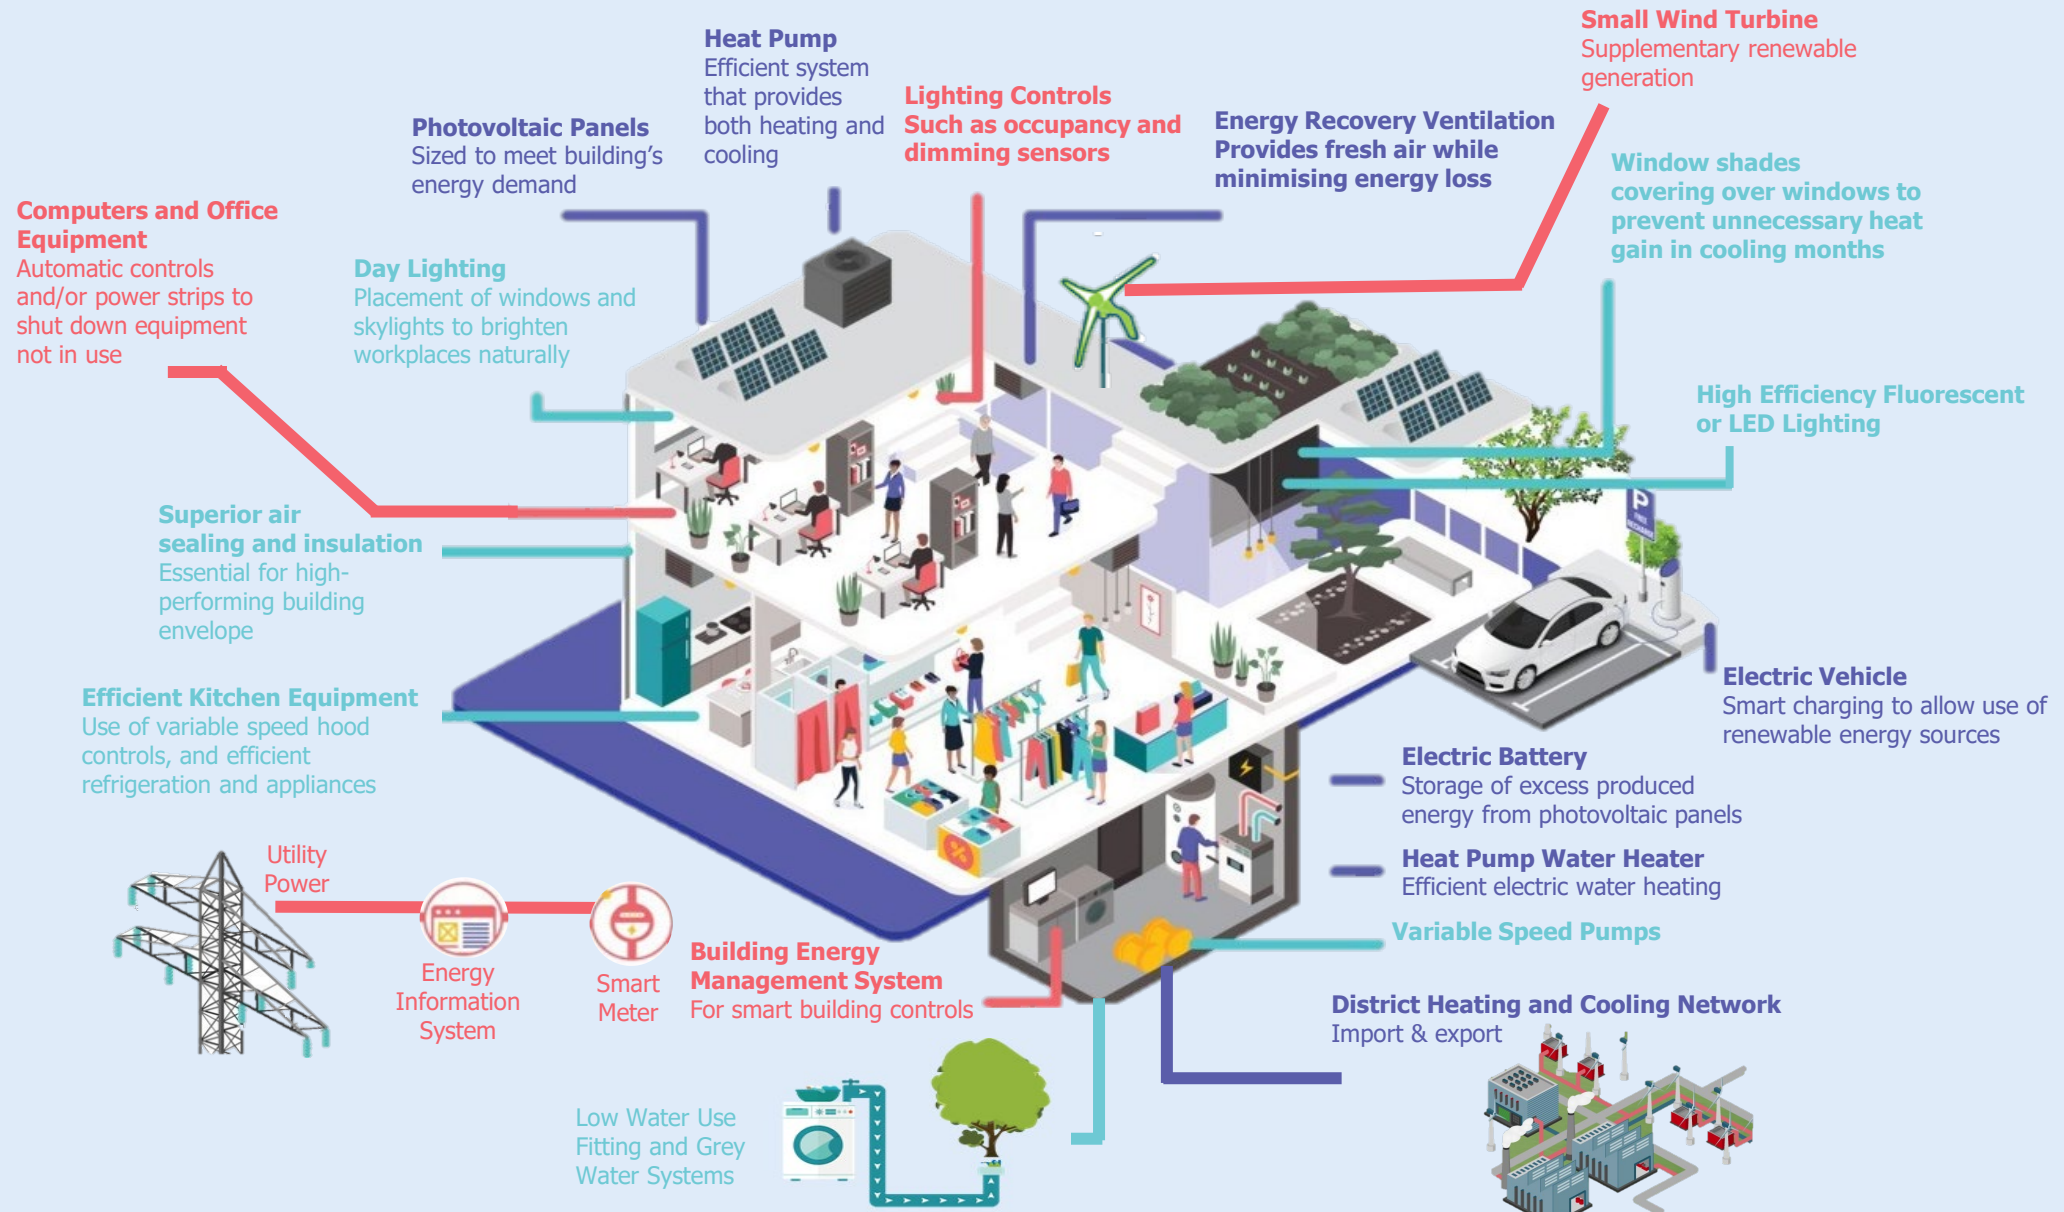 Heat Pump
Efficient system
that provides
both heating and
cooling
Small Wind Turbine
Supplementary renewable
generation
Lighting Controls
Such as occupancy and
dimming sensors
Photovoltaic Panels
Sized to meet building’s
energy demand
Energy Recovery Ventilation
Provides fresh air while
minimising energy loss
Window shades
covering over windows to
prevent unnecessary heat
gain in cooling months
Computers and Office
Equipment
Automatic controls
and/or power strips to
shut down equipment
not in use
Day Lighting
Placement of windows and
skylights to brighten
workplaces naturally
High Efficiency Fluorescent
or LED Lighting
P
FREE
Superior air
sealing and insulation
Essential for high-
performing building
envelope
Efficient Kitchen Equipment
Use of variable speed hood
controls, and efficient
refrigeration and appliances
Electric Vehicle
Smart charging to allow use of
renewable energy sources
Electric Battery
Storage of excess produced
energy from photovoltaic panels
Heat Pump Water Heater
Efficient electric water heating
Variable Speed Pumps
%
Utility
Power
Energy
Information
System
Smart
Meter
Building Energy
Management System
For smart building controls
District Heating and Cooling Network
Import & export
Low Water Use
Fitting and Grey
Water Systems